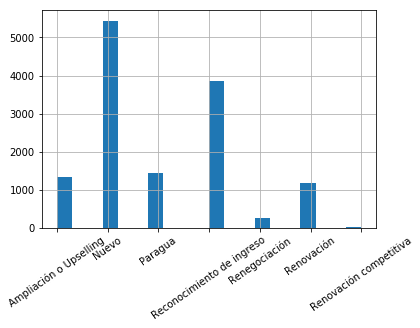 5000
4000
3000
2000
1000
0
Ampliación o Upselling
Nuevo
Paragua
Reconocimiento de ingreso
Renegociación
Renovación
Renovación competitiva